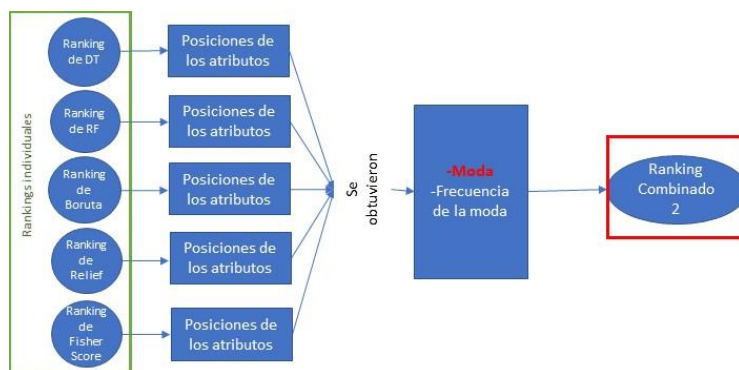 Rankings individuales
Ranking
de DT
Posiciones de
los atributos
Ranking
de RF
Posiciones de
los atributos
Ranking
de
Boruta
Posiciones de
los atributos
Ranking
de
Relief
Posiciones de
los atributos
Ranking
de
Fisher
Score
Posiciones de
los atributos
Se
obtuvieron
-Moda
-Frecuencia
de la moda
Ranking
Combinado
2